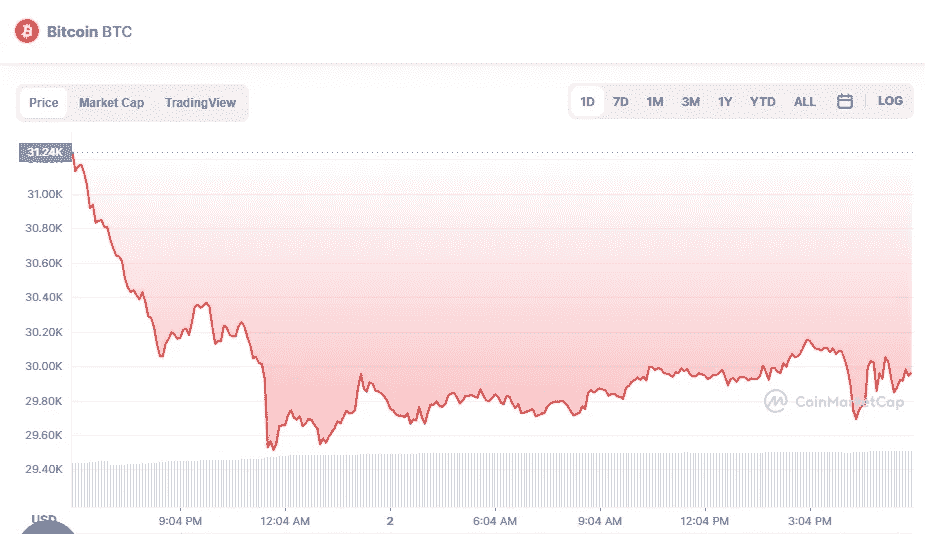 Bitcoin BTC
Price Market Cap TradingView
1D 7D 1M 3M 1Y YTD ALL LOG
31.24K
31.00K
30.80K
30.60K
30.40K
30.20K
30.00K
29.80K
CoinMarketCap
29.60K
29.40K
USD
9:04 PM 12:04 AM 2 6:04 AM 9:04 AM 12:04 PM 3:04 PM